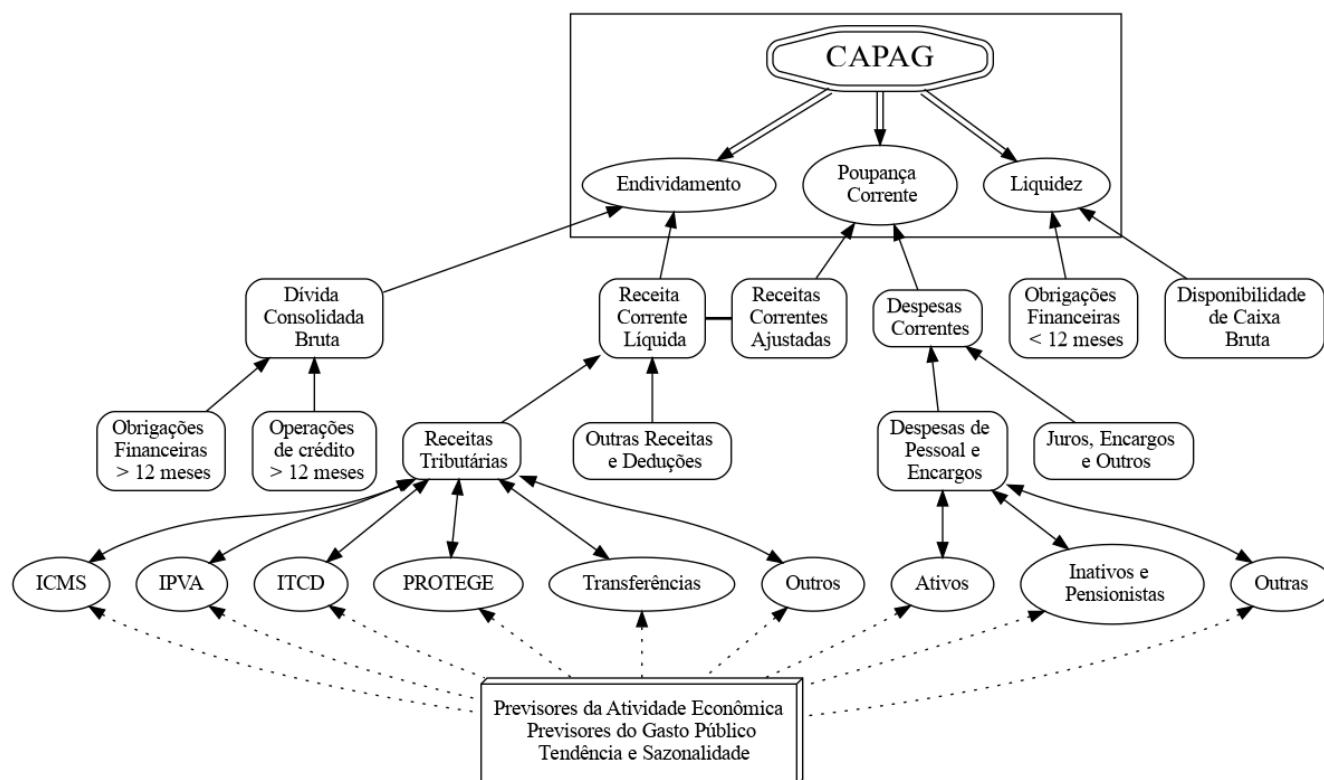 CAPAG
Endividamento
Poupança
Corrente
Liquidez
Dívida
Consolidada
Bruta
Receita
Corrente
Líquida
Receitas
Correntes
Ajustadas
Despesas
Correntes
Obrigações
Financeiras
< 12 meses
Disponibilidade
de Caixa
Bruta
Obrigações
Financeiras
> 12 meses
Operações
de crédito
> 12 meses
Receitas
Tributárias
Outras Receitas
e Deduções
Despesas de
Pessoal e
Encargos
Juros, Encargos
e Outros
ICMS
IPVA
ITCD
PROTEGE
Transferências
Outros
Ativos
Inativos e
Pensionistas
Outras
Previsores da Atividade Econômica
Previsores do Gasto Público
Tendência e Sazonalidade